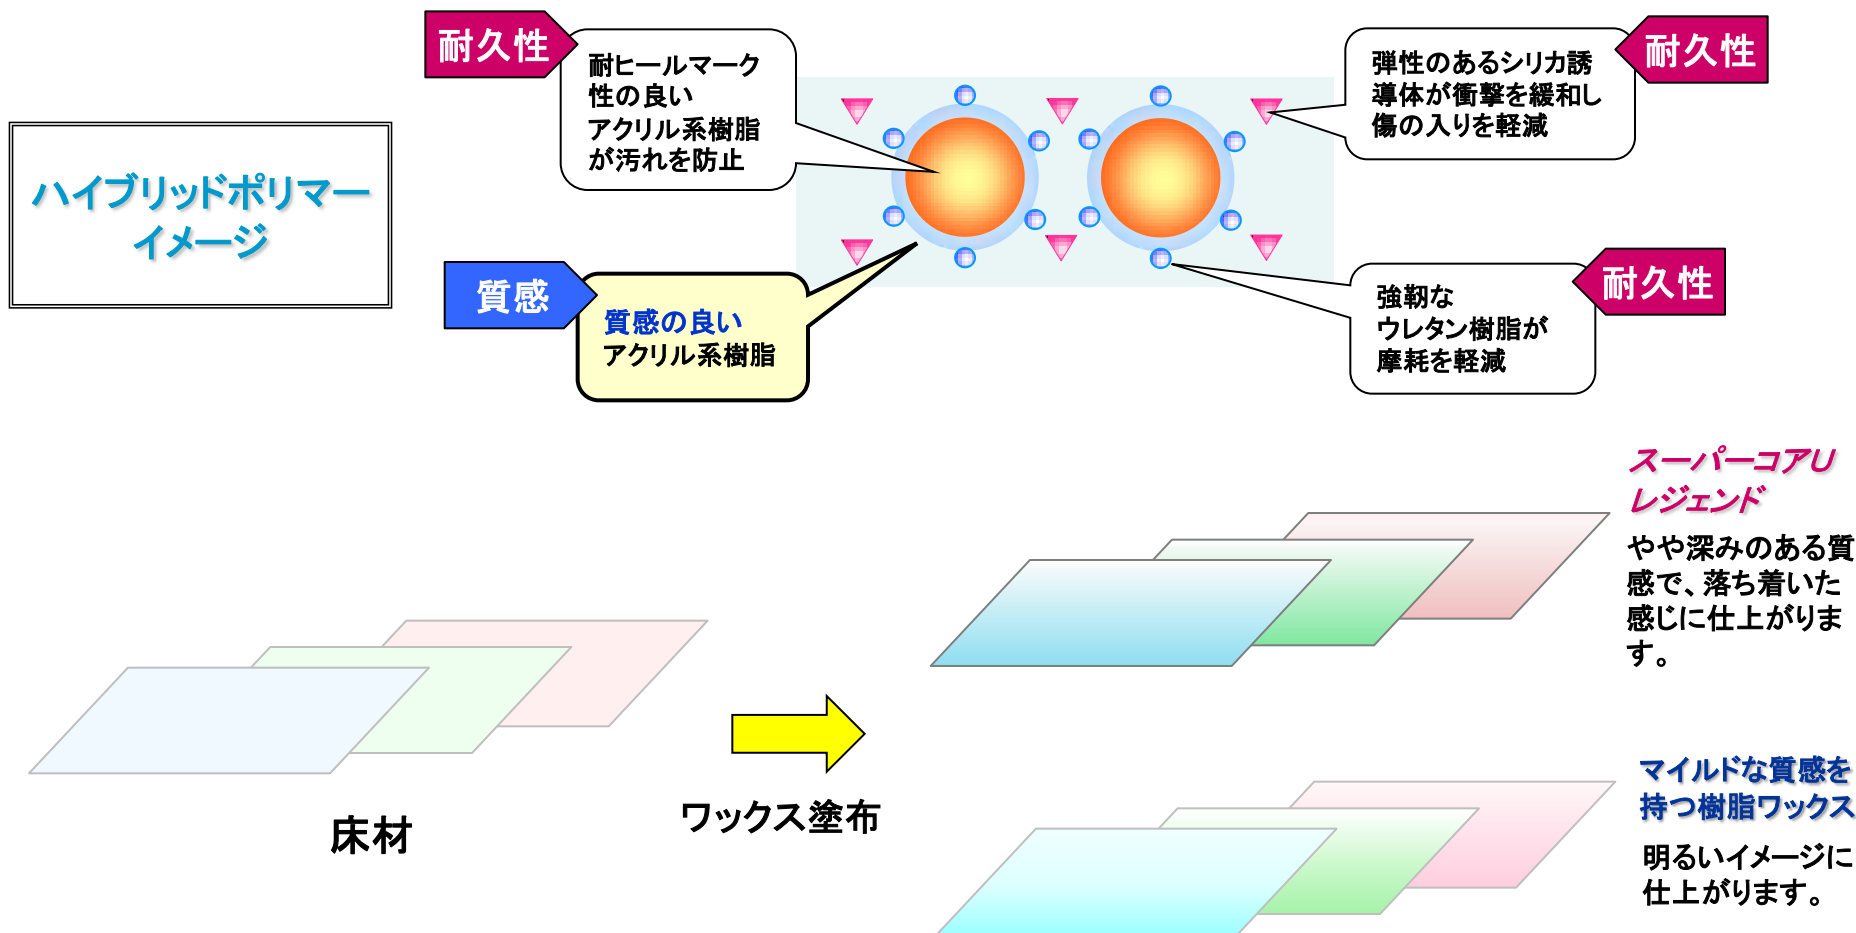 耐久性
耐ヒールマーク
性の良い
アクリル系樹脂
が汚れを防止
弾性のあるシリカ誘
導体が衝撃を緩和し
傷の入りを軽減
耐久性
ハイブリッドポリマー
イメージ
質感
質感の良い
アクリル系樹脂
強靭な
ウレタン樹脂が
摩耗を軽減
耐久性
スーパーコアU
レジェンド
やや深みのある質
感で、落ち着いた
感じに仕上がりま
す。
床材
ワックス塗布
マイルドな質感を
持つ樹脂ワックス
明るいイメージに
仕上がります。